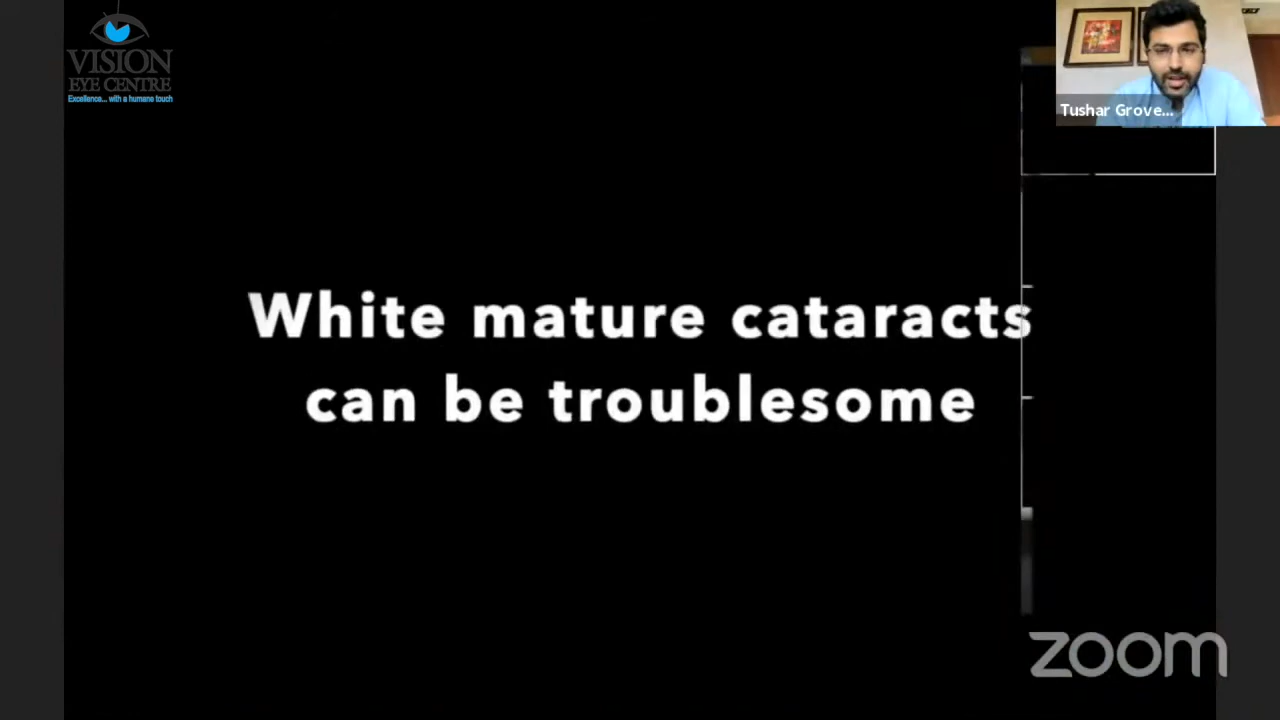 VISION
EYE CENTRE
Excellence... with a humane touch
Tushar Grove...
White mature cataracts
can be troublesome
zoom